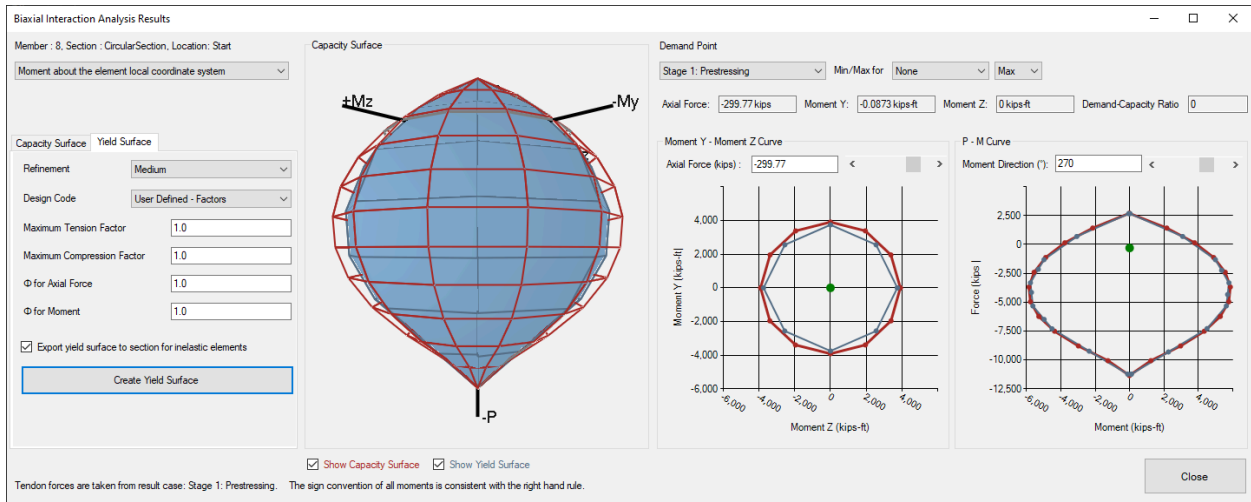 Biaxial Interaction Analysis Results
Member : 8, Section : CircularSection, Location: Start
Moment about the element local coordinate system
Capacity Surface
Yield Surface
Refinement
Medium
Design Code
User Defined - Factors
Maximum Tension Factor
1.0
Maximum Compression Factor
1.0
Φ for Axial Force
1.0
Φ for Moment
1.0
Export yield surface to section for inelastic elements
Create Yield Surface
Capacity Surface
+Mz
-My
-P
Show Capacity Surface
Show Yield Surface
Demand Point
Stage 1: Prestressing
Min/Max for
None
Max
Axial Force:
-299.77 kips
Moment Y:
-0.0873 kips-ft
Moment Z:
0 kips-ft
Demand-Capacity Ratio
0
Moment Y - Moment Z Curve
Axial Force (kips) :
-299.77
<
>
4,000
2,000
0
-2,000
-4,000
-6,000
Moment Y (kips-ft)
-6,000
-4,000
-2,000
0
2,000
4,000
Moment Z (kips-ft)
P - M Curve
Moment Direction (°):
270
<
>
2,500
0
-2,500
-5,000
-7,500
-10,000
-12,500
Force (kips )
-6,000
-4,000
-2,000
0
2,000
4,000
Moment (kips-ft)
Tendon forces are taken from result case: Stage 1: Prestressing. The sign convention of all moments is consistent with the right hand rule.
Close